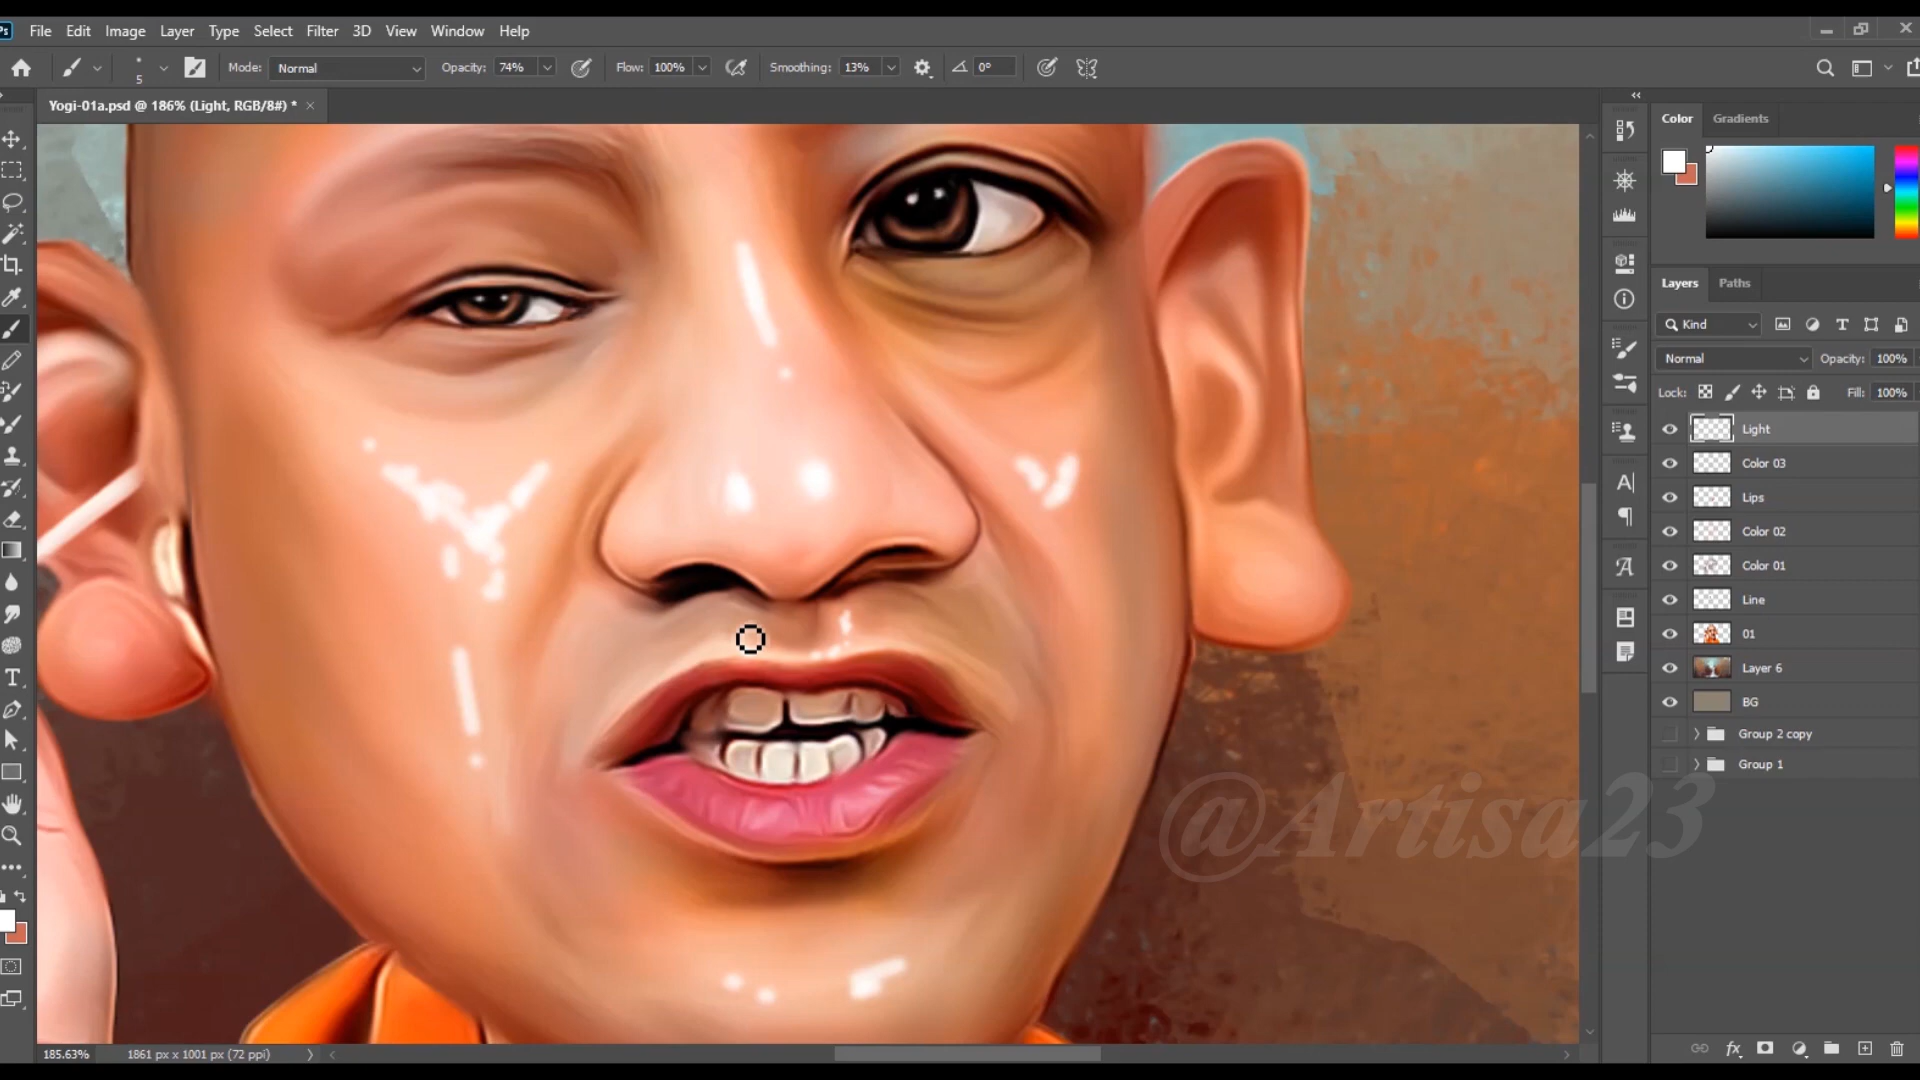 Ps File Edit Image Layer Type Select Filter 3D View Window Help
5 Mode: Normal Opacity: 74% Flow: 100% Smoothing: 13% 0°
Yogi-01a.psd @ 186% (Light, RGB/8#) *
Color Gradients
Layers Paths
Kind
Normal Opacity: 100%
Lock: Fill: 100%
Light
Color 03
Lips
Color 02
Color 01
Line
01
Layer 6
BG
Group 2 copy
Group 1
@Artisa23
185.63% 1861 px x 1001 px (72 ppi)